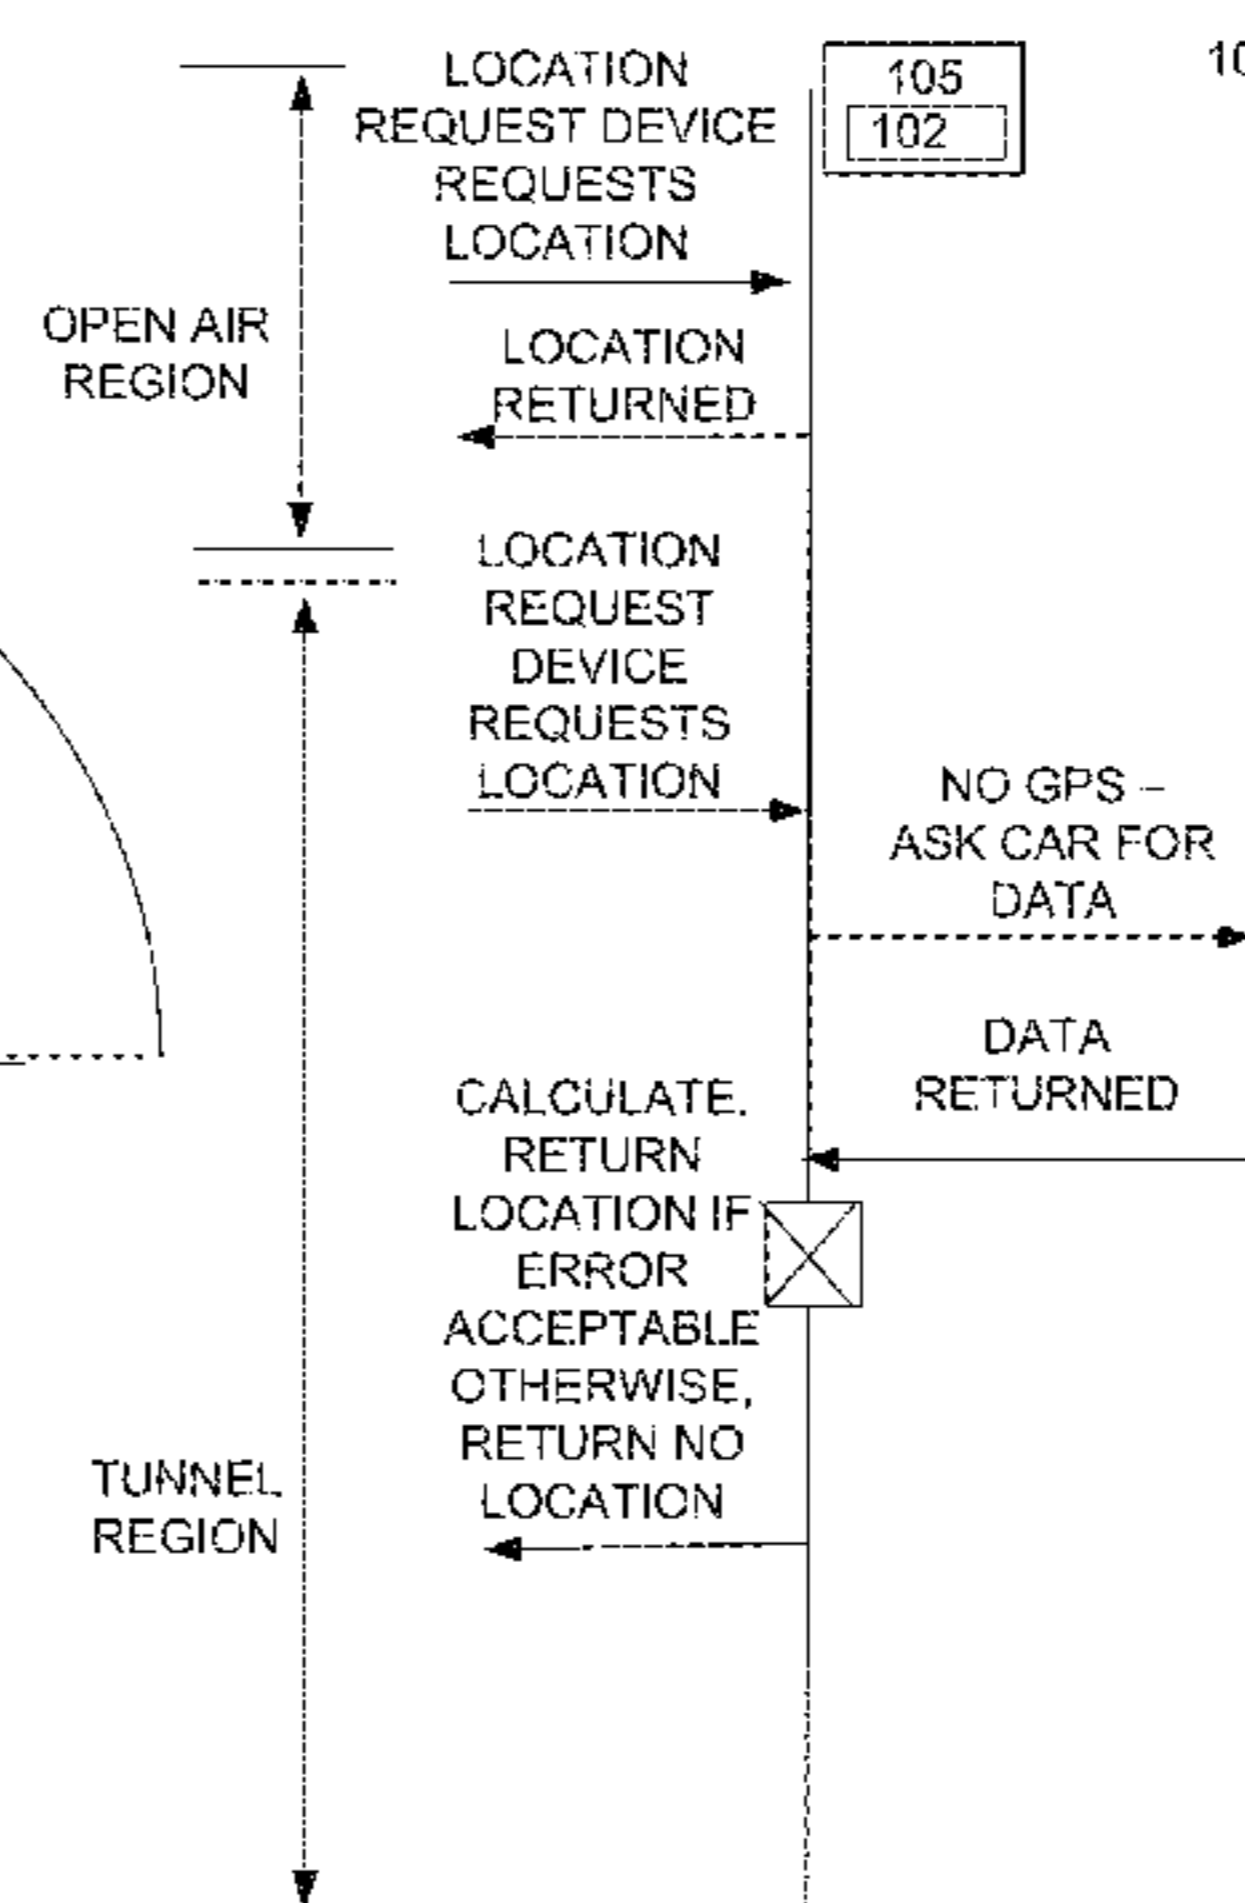 LOCATION
REQUEST DEVICE
REQUESTS
LOCATION
105
102
10
OPEN AIR
REGION
LOCATION
RETURNED
LOCATION
REQUEST
DEVICE
REQUESTS
LOCATION
NO GPS –
ASK CAR FOR
DATA
DATA
RETURNED
CALCULATE.
RETURN
LOCATION IF
ERROR
ACCEPTABLE
OTHERWISE,
RETURN NO
LOCATION
TUNNEL
REGION